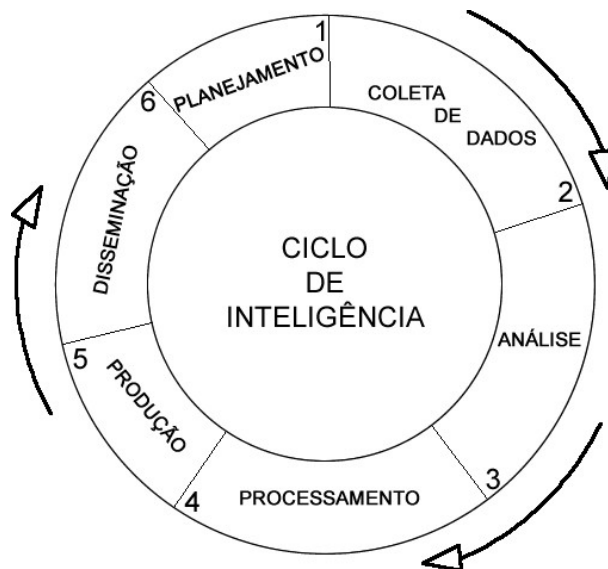 1
PLANEJAMENTO
COLETA
DE
DADOS
2
ANÁLISE
3
PROCESSAMENTO
4
PRODUÇÃO
5
DISSEMINAÇÃO
6
CICLO
DE
INTELIGÊNCIA